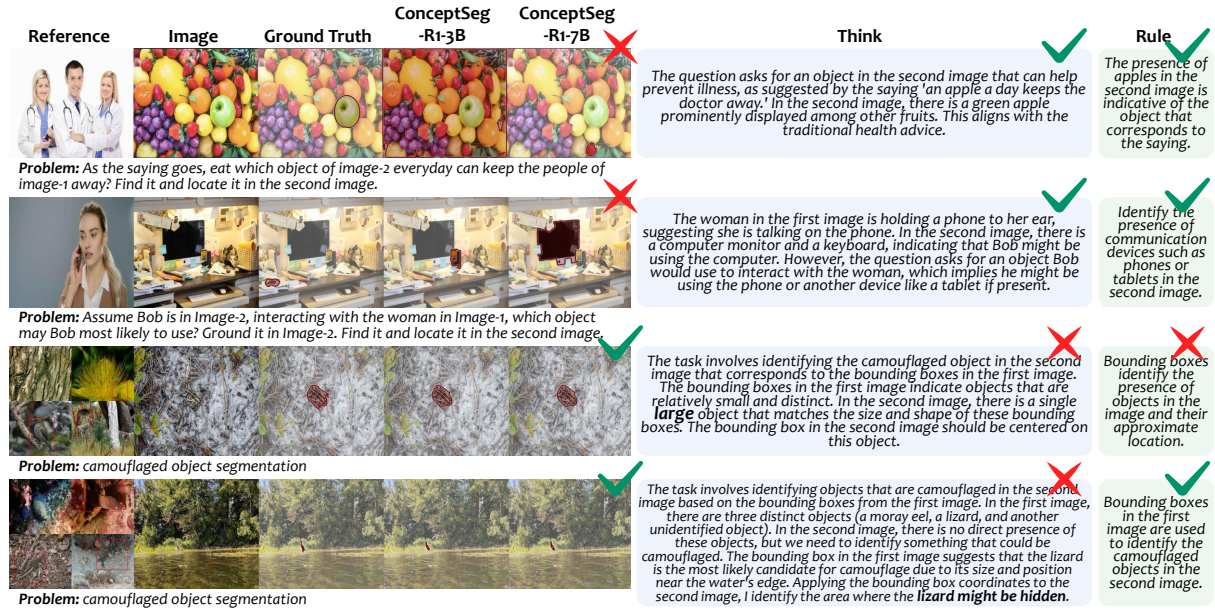 Reference Image Ground Truth ConceptSeg -R1-3B ConceptSeg -R1-7B Think Rule
The question asks for an object in the second image that can help
prevent illness, as suggested by the saying 'an apple a day keeps the
doctor away.' In the second image, there is a green apple
prominently displayed among other fruits. This aligns with the
traditional health advice.
The presence of
apples in the
second image is
indicative of the
object that
corresponds to
the saying.
Problem: As the saying goes, eat which object of image-2 everyday can keep the people of
image-1 away? Find it and locate it in the second image.
The woman in the first image is holding a phone to her ear,
suggesting she is talking on the phone. In the second image, there is
a computer monitor and a keyboard, indicating that Bob might be
using the computer. However, the question asks for an object Bob
would use to interact with the woman, which implies he might be
using the phone or another device like a tablet if present.
Identify the
presence of
communication
devices such as
phones or
tablets in the
second image.
Problem: Assume Bob is in Image-2, interacting with the woman in Image-1, which object
may Bob most likely to use? Ground it in Image-2. Find it and locate it in the second image.
The task involves identifying the camouflaged object in the second
image that corresponds to the bounding boxes in the first image.
The bounding boxes in the first image indicate objects that are
relatively small and distinct. In the second image, there is a single
large object that matches the size and shape of these bounding
boxes. The bounding box in the second image should be centered on
this object.
Bounding boxes
identify the
presence of
objects in the
image and their
approximate
location.
Problem: camouflaged object segmentation
The task involves identifying objects that are camouflaged in the second
image based on the bounding boxes from the first image. In the first image,
there are three distinct objects (a moray eel, a lizard, and another
unidentified object). In the second image, there is no direct presence of
these objects, but we need to identify something that could be
camouflaged. The bounding box in the first image suggests that the lizard
is the most likely candidate for camouflage due to its size and position
near the water's edge. Applying the bounding box coordinates to the
second image, I identify the area where the lizard might be hidden.
Bounding boxes
in the first
image are used
to identify the
camouflaged
objects in the
second image.
Problem: camouflaged object segmentation